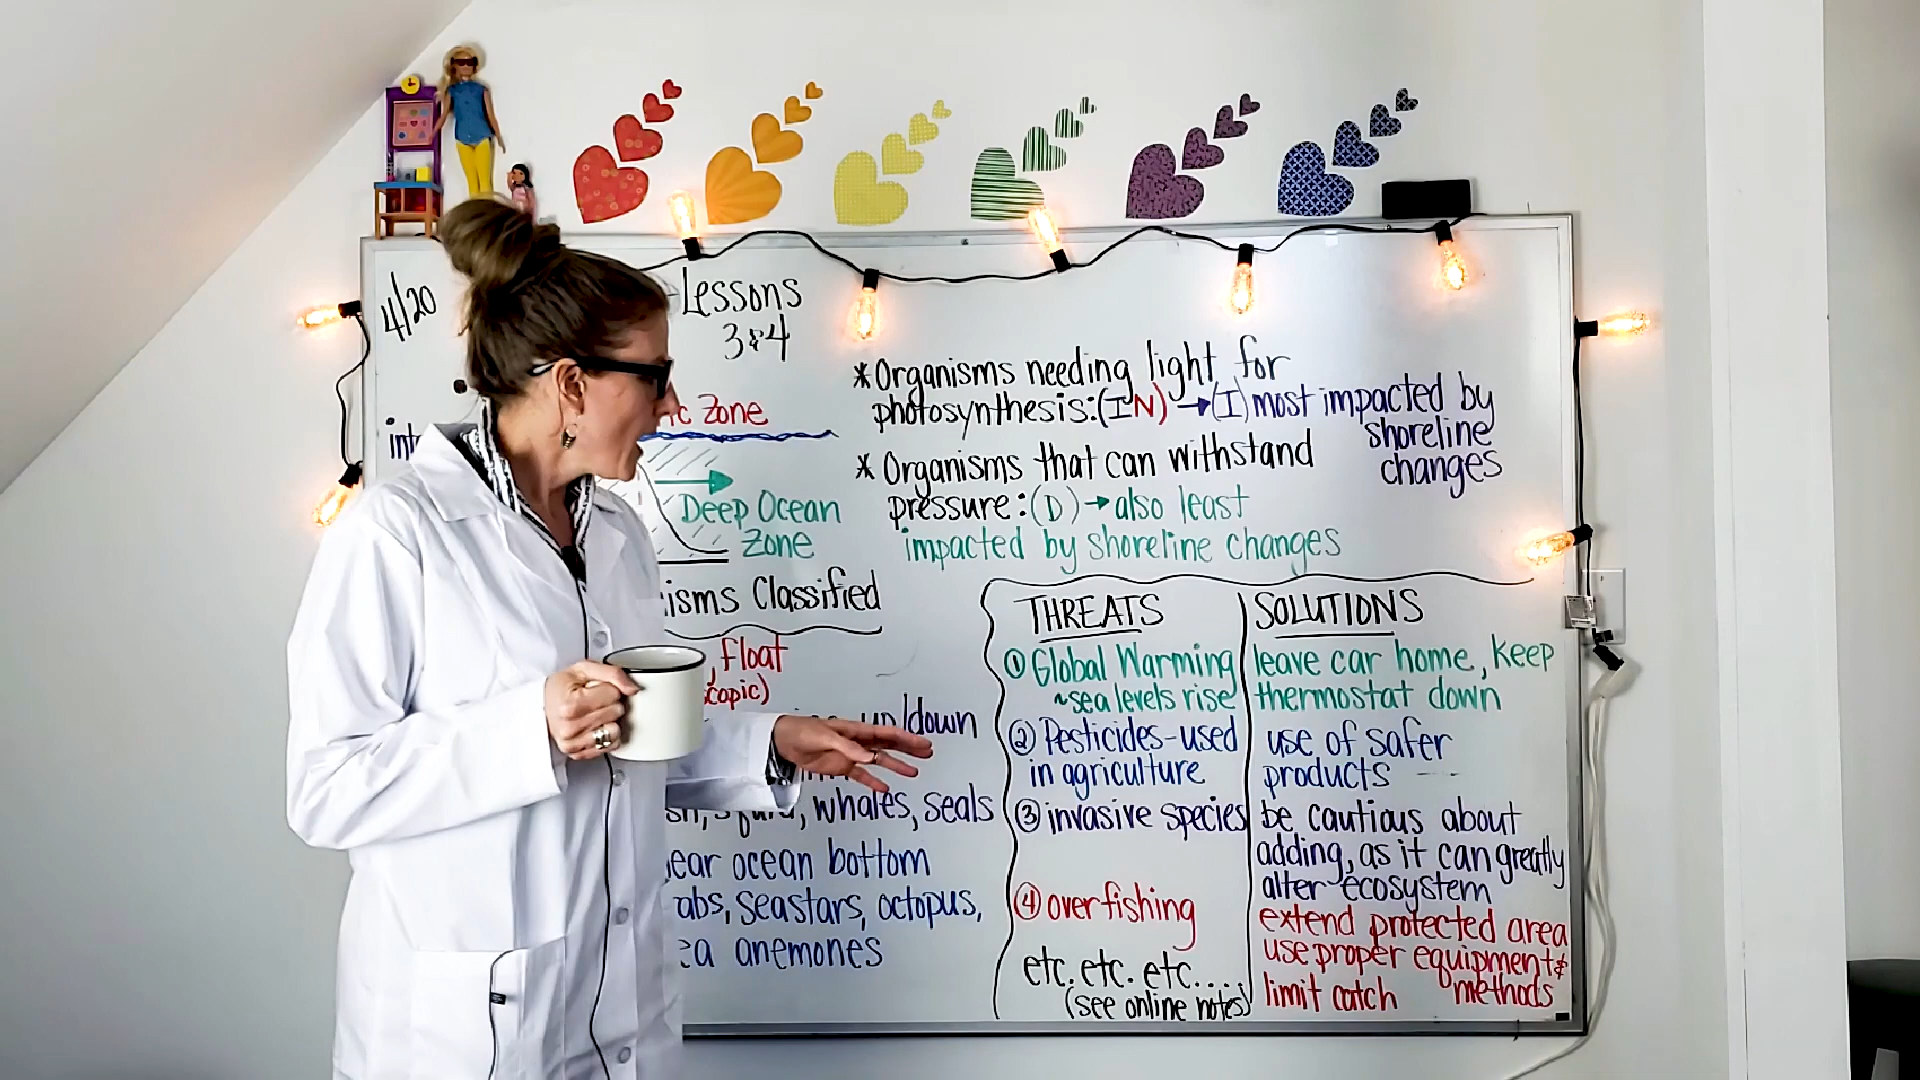 4/20
Lessons
3&4
Zone
Deep Ocean
Zone
Classified
float
up/down
whales, seals
ocean bottom
seastars, octopus,
anemones
*Organisms needing light for
photosynthesis:(IN)→(I) most impacted by
shoreline
changes
* Organisms that can withstand
pressure:(D)→also least
impacted by shoreline changes
THREATS
① Global Warming
~sea levels rise
② Pesticides-used
in agriculture
③ invasive species
④ overfishing
etc. etc. etc....
(see online notes)
SOLUTIONS
leave car home, keep
thermostat down
use of safer
products
be cautious about
adding, as it can greatly
alter ecosystem
extend protected area
use proper equipment &
methods
limit catch